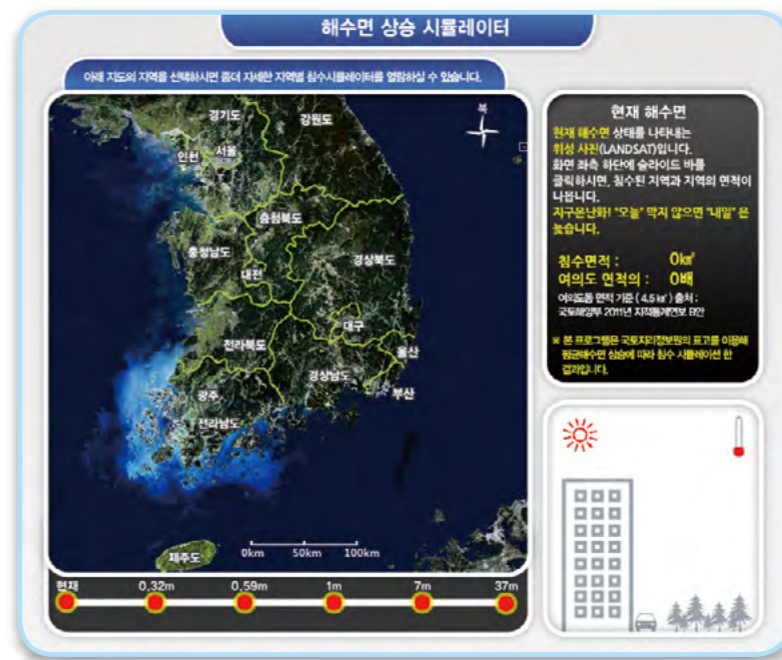 해수면 상승 시뮬레이터
아래 지도의 지역을 선택하시면 좀더 자세한 지역별 침수시뮬레이터를 열람하실 수 있습니다.
경기도
강원도
북
인천
서울
충청북도
충청남도
대전
경상북도
전라북도
대구
울산
경상남도
부산
광주
전라남도
제주도
0km 50km 100km
현재 0.32m 0.59m 1m 7m 37m
현재 해수면
현재 해수면 상태를 나타내는
위성 사진(LANDSAT)입니다.
화면 좌측 하단에 슬라이드 바를
클릭하시면, 침수된 지역과 지역의 면적이
나옵니다.
지구온난화! "오늘" 막지 않으면 "내일" 은
늦습니다.
침수면적 : 0㎢
여의도 면적의 : 0배
여의도동 면적 기준 ( 4.5㎢ ) 출처 :
국토해양부 2011년 지적통계연보
※ 본 프로그램은 국토지리정보원의 표고를 이용해
평균해수면 상승에 따라 침수 시뮬레이션 한
결과입니다.